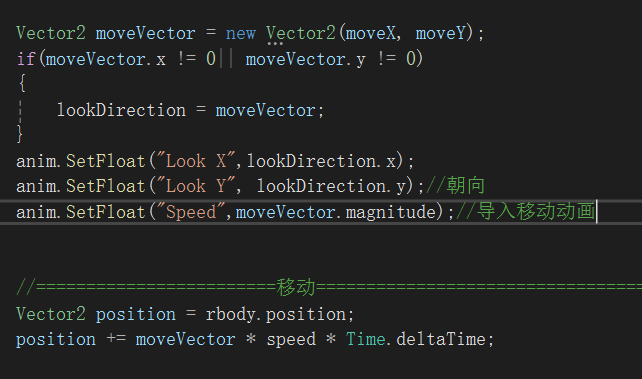 Vector2 moveVector = new Vector2(moveX, moveY);
if(moveVector.x != 0|| moveVector.y != 0)
{
lookDirection = moveVector;
}
anim.SetFloat("Look X",lookDirection.x);
anim.SetFloat("Look Y", lookDirection.y);//朝向
anim.SetFloat("Speed",moveVector.magnitude);//导入移动动画
//========================移动=================================
Vector2 position = rbody.position;
position += moveVector * speed * Time.deltaTime;